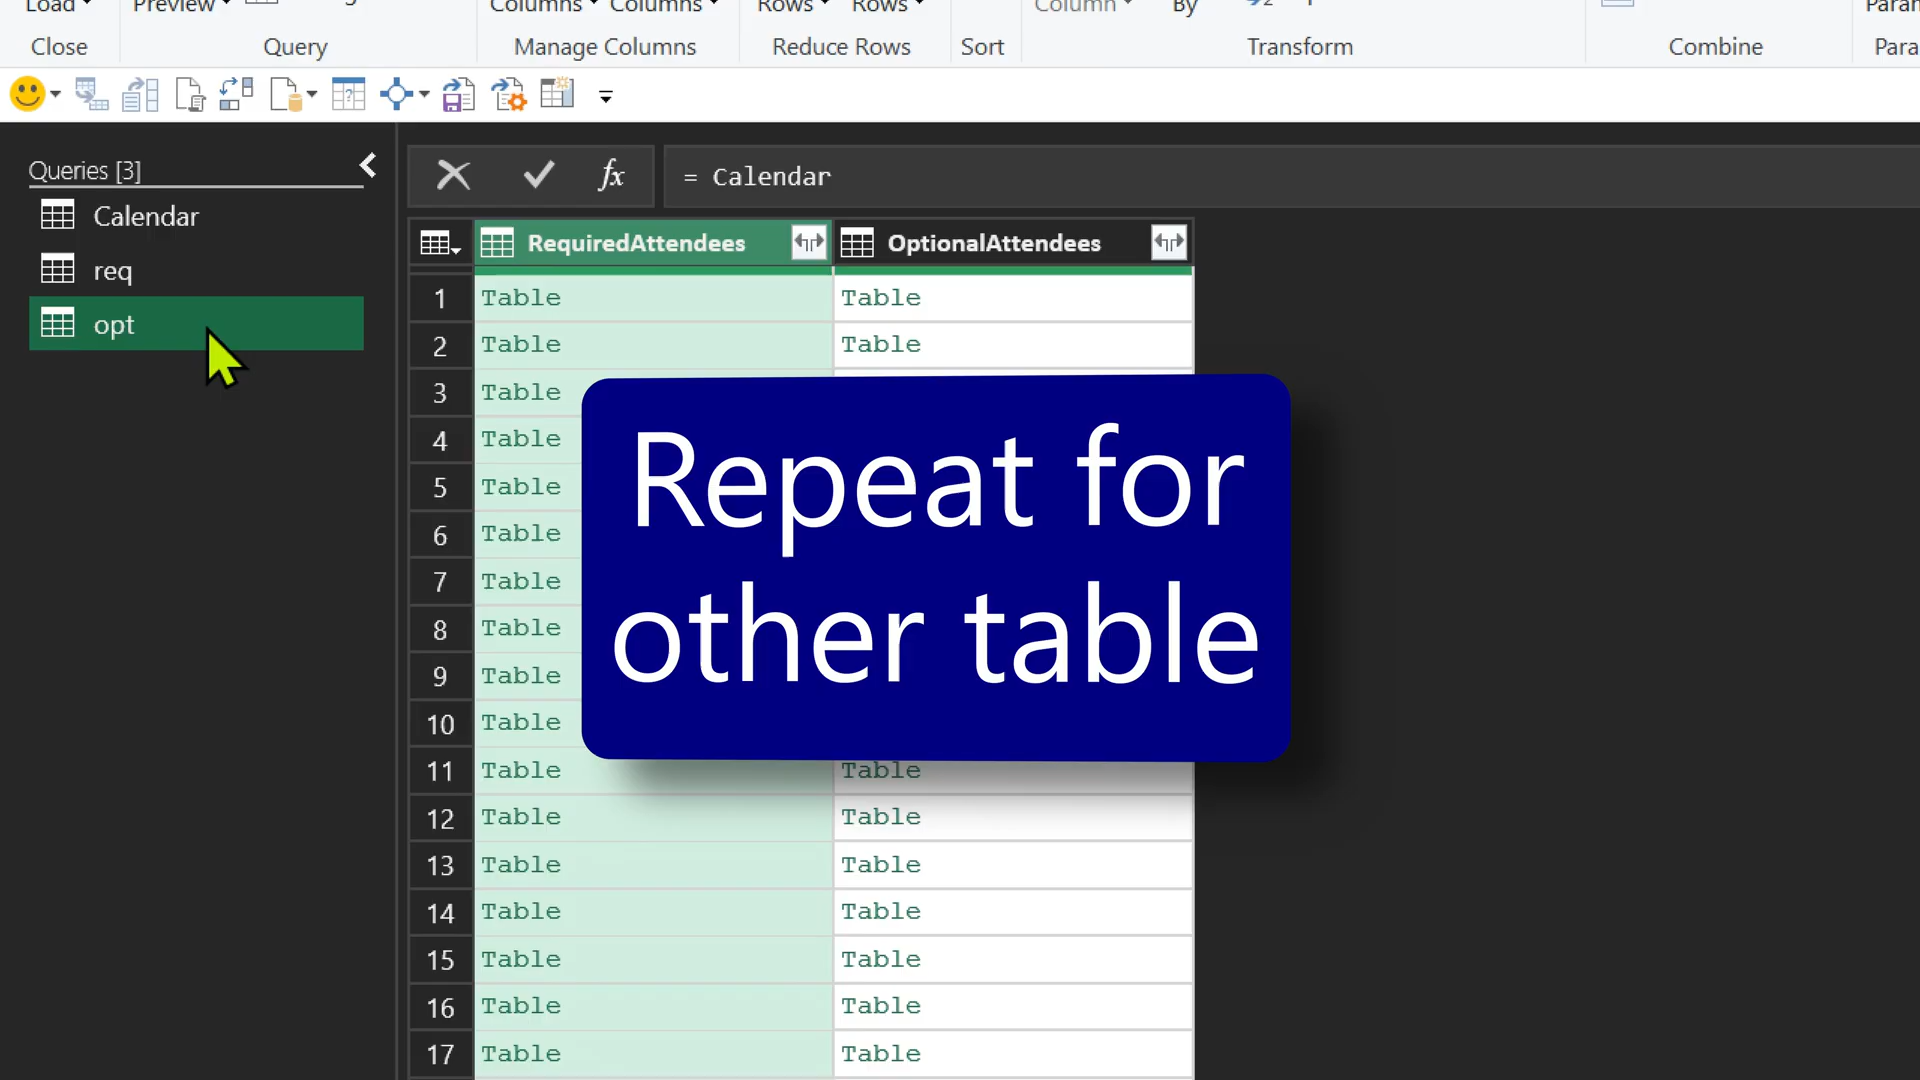 Load
Preview
Columns Columns
Rows Rows
Column
By
Close
Query
Manage Columns
Reduce Rows
Sort
Transform
Combine
Queries [3]
fx
= Calendar
Calendar
req
opt
RequiredAttendees OptionalAttendees
1 Table Table
2 Table Table
3 Table
4 Table
5 Table
6 Table
7 Table
8 Table
9 Table
10 Table
11 Table Table
12 Table Table
13 Table Table
14 Table Table
15 Table Table
16 Table Table
17 Table Table
Repeat for
other table